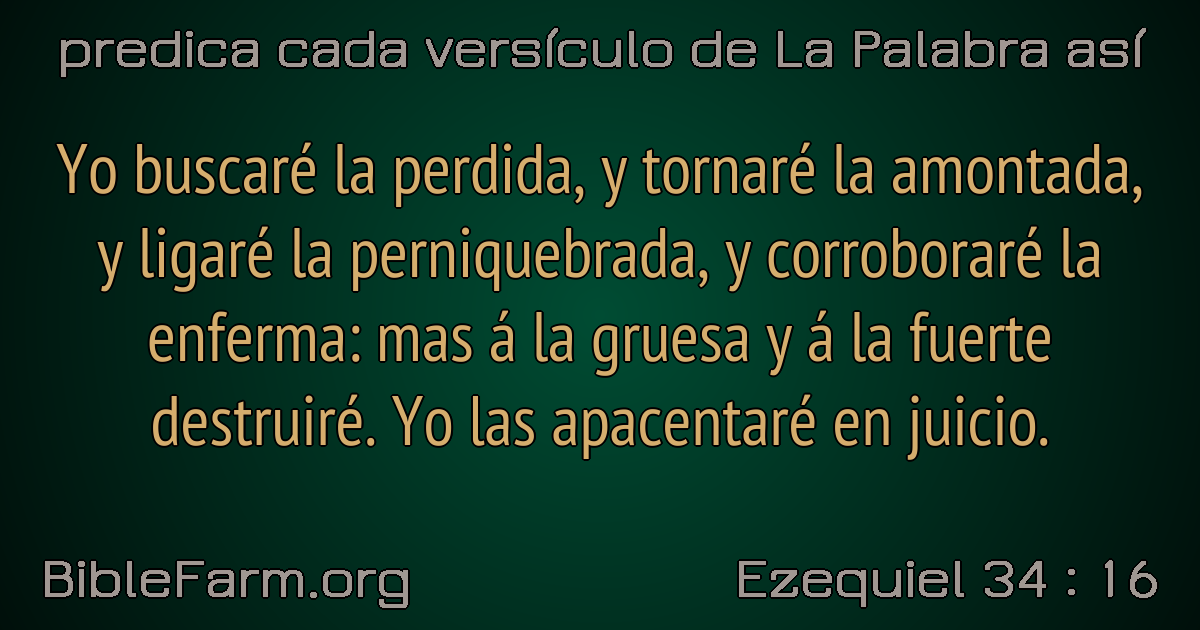 predica cada versículo de La Palabra así
Yo buscaré la perdida, y tornaré la amontada,
y ligaré la perniquebrada, y corroboraré la
enferma: mas á la gruesa y á la fuerte
destruiré. Yo las apacentaré en juicio.
BibleFarm.org
Ezequiel 34 : 16